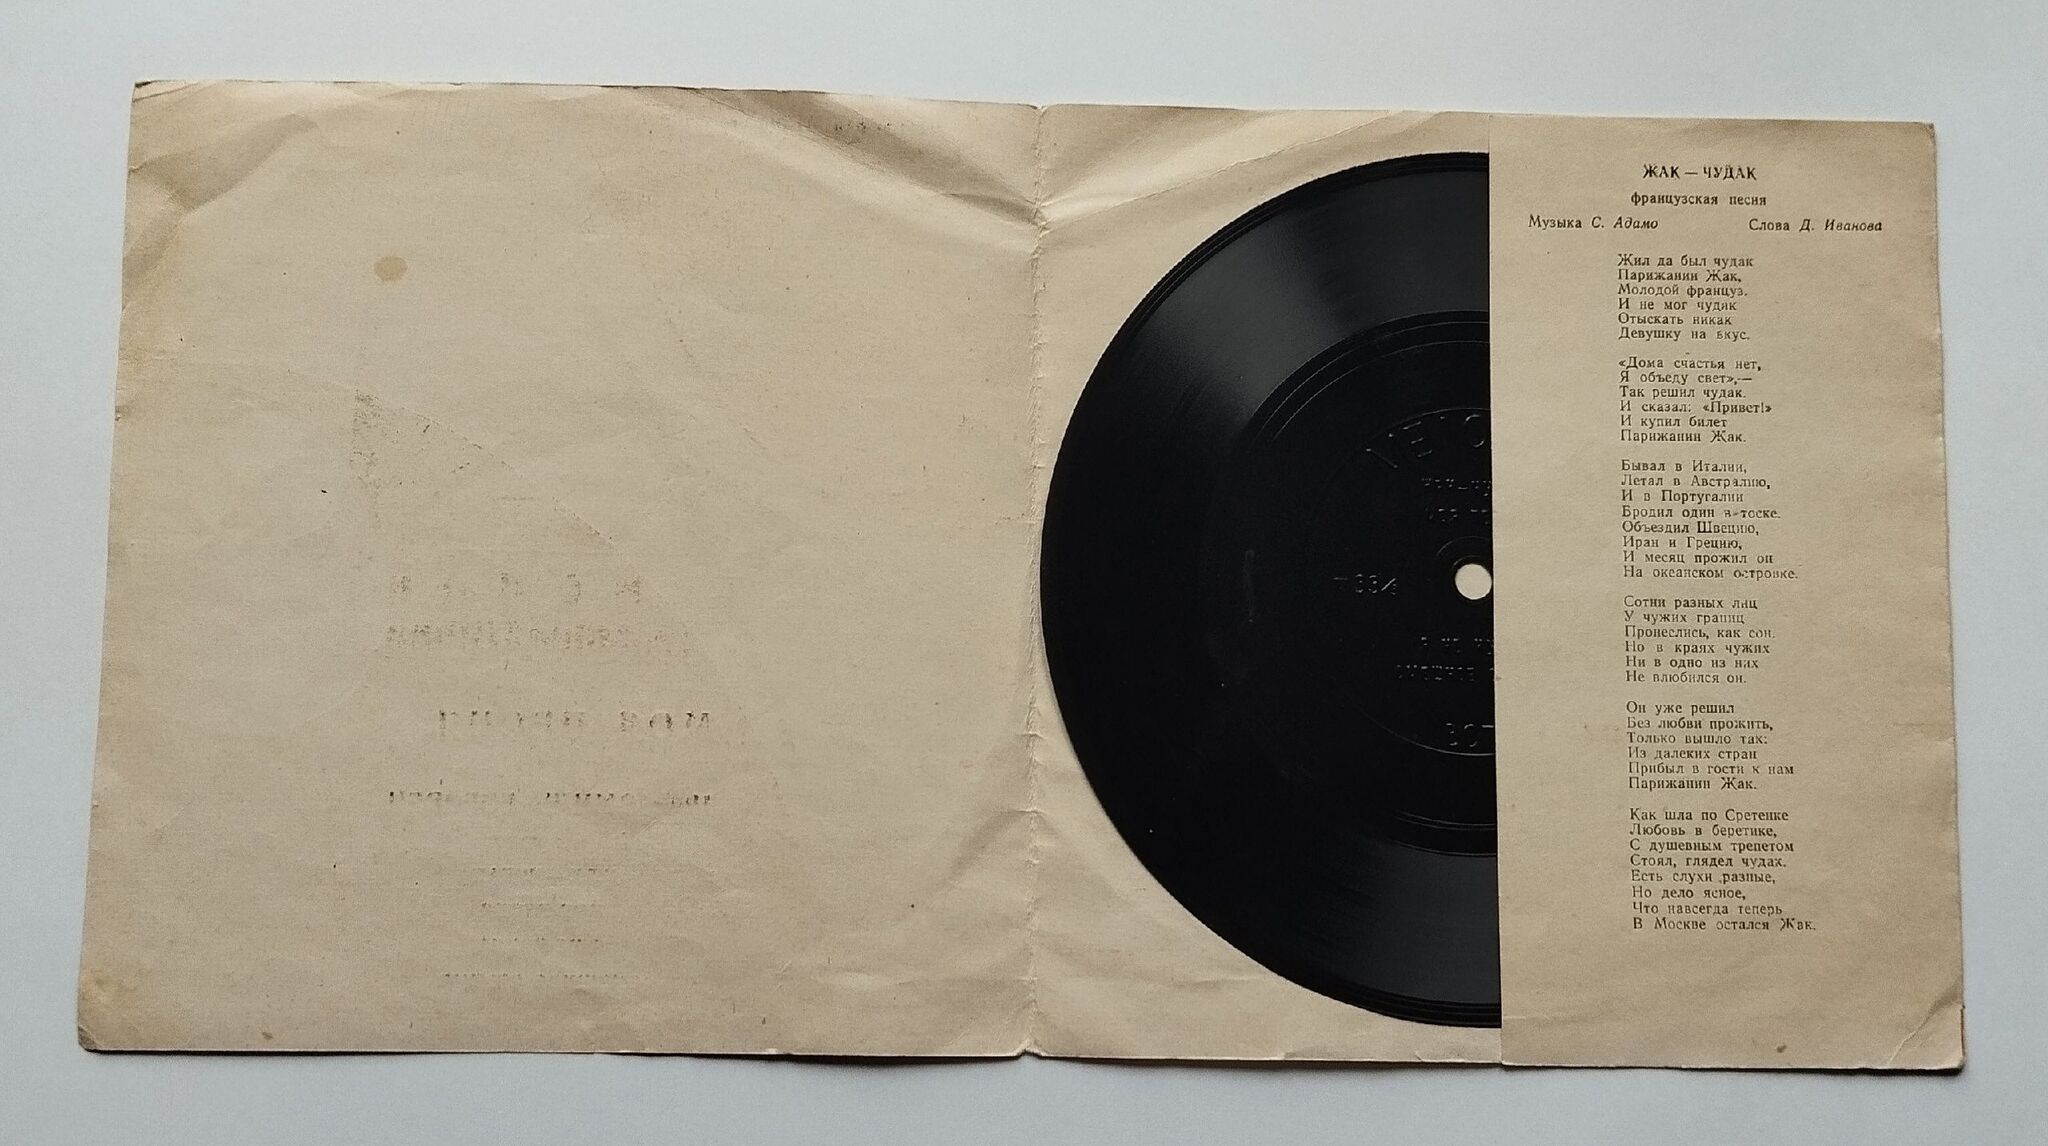 ЖАК — ЧУДАК
французская песня
Музыка С. Адамо Слова Д. Иванова
Жил да был чудак
Парижанин Жак,
Молодой француз.
И не мог чудак
Отыскать никак
Девушку на вкус.
«Дома счастья нет,
Я объеду свет»,—
Так решил чудак.
И сказал: «Привет!»
И купил билет
Парижанин Жак.
Бывал в Италии,
Летал в Австралию,
И в Португалии
Бродил один в тоске.
Объездил Швецию,
Иран и Грецию,
И месяц прожил он
На океанском островке.
Сотни разных лиц
У чужих границ
Пронеслись, как сон.
Но в краях чужих
Ни в одно из них
Не влюбился он.
Он уже решил
Без любви прожить,
Только вышло так:
Из далеких стран
Прибыл в гости к нам
Парижанин Жак.
Как шла по Сретенке
Любовь в беретике,
С душевным трепетом
Стоял, глядел чудак.
Есть слухи разные,
Но дело ясное,
Что навсегда теперь
В Москве остался Жак.